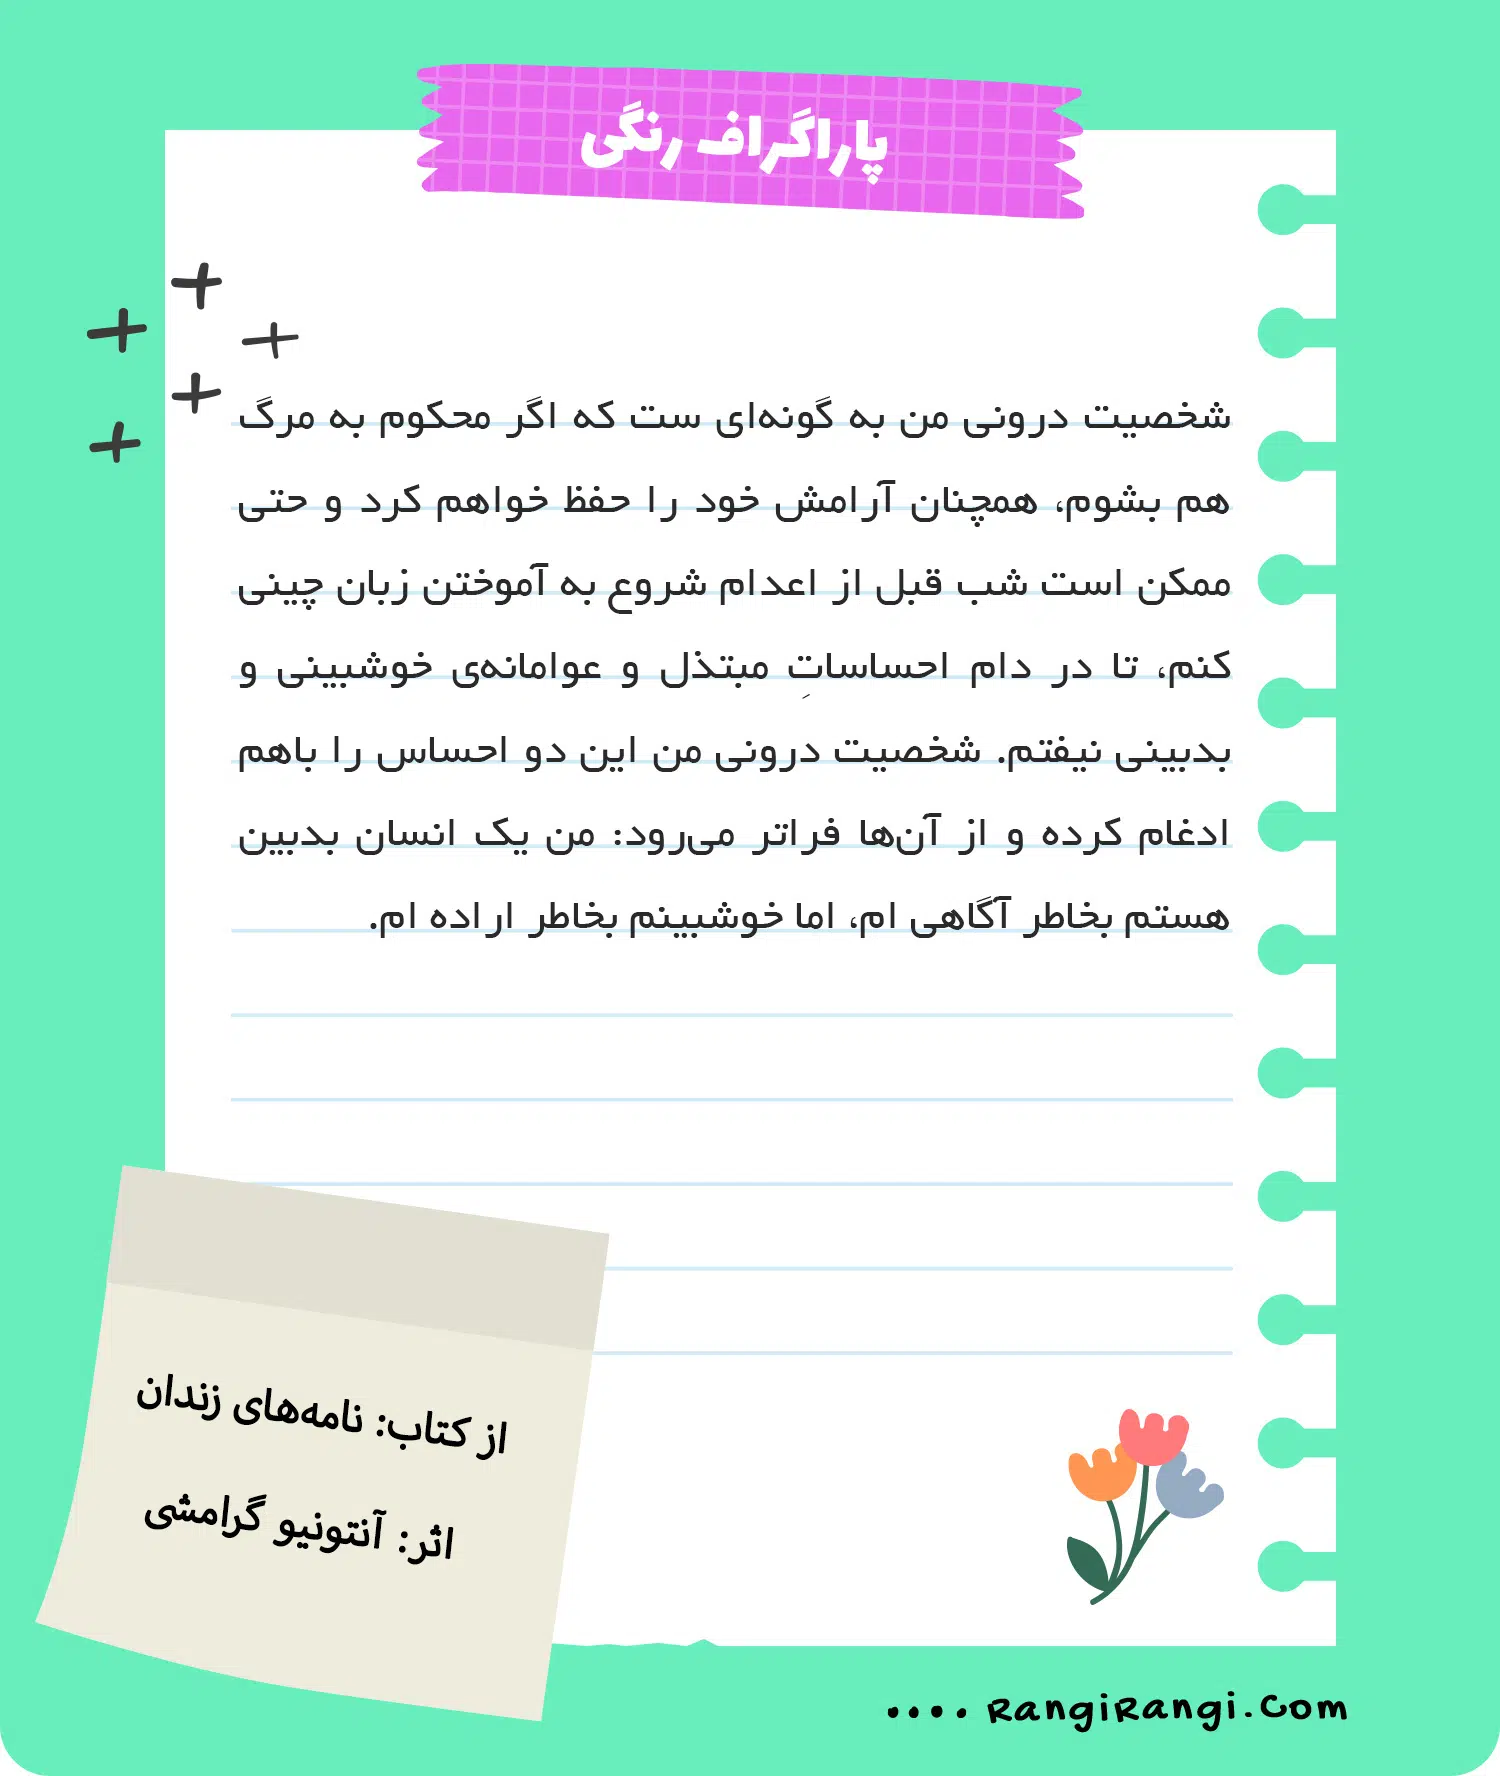 پاراگراف رنگی
شخصیت درونی من به گونه‌ای ست که اگر محکوم به مرگ
هم بشوم، همچنان آرامش خود را حفظ خواهم کرد و حتی
ممکن است شب قبل از اعدام شروع به آموختن زبان چینی
کنم، تا در دام احساساتِ مبتذل و عوامانه‌ی خوشبینی و
بدبینی نیفتم. شخصیت درونی من این دو احساس را باهم
ادغام کرده و از آن‌ها فراتر می‌رود: من یک انسان بدبین
هستم بخاطر آگاهی ام، اما خوشبینم بخاطر اراده ام.
از کتاب: نامه‌های زندان
اثر: آنتونیو گرامشی
.... RangiRangi.Com